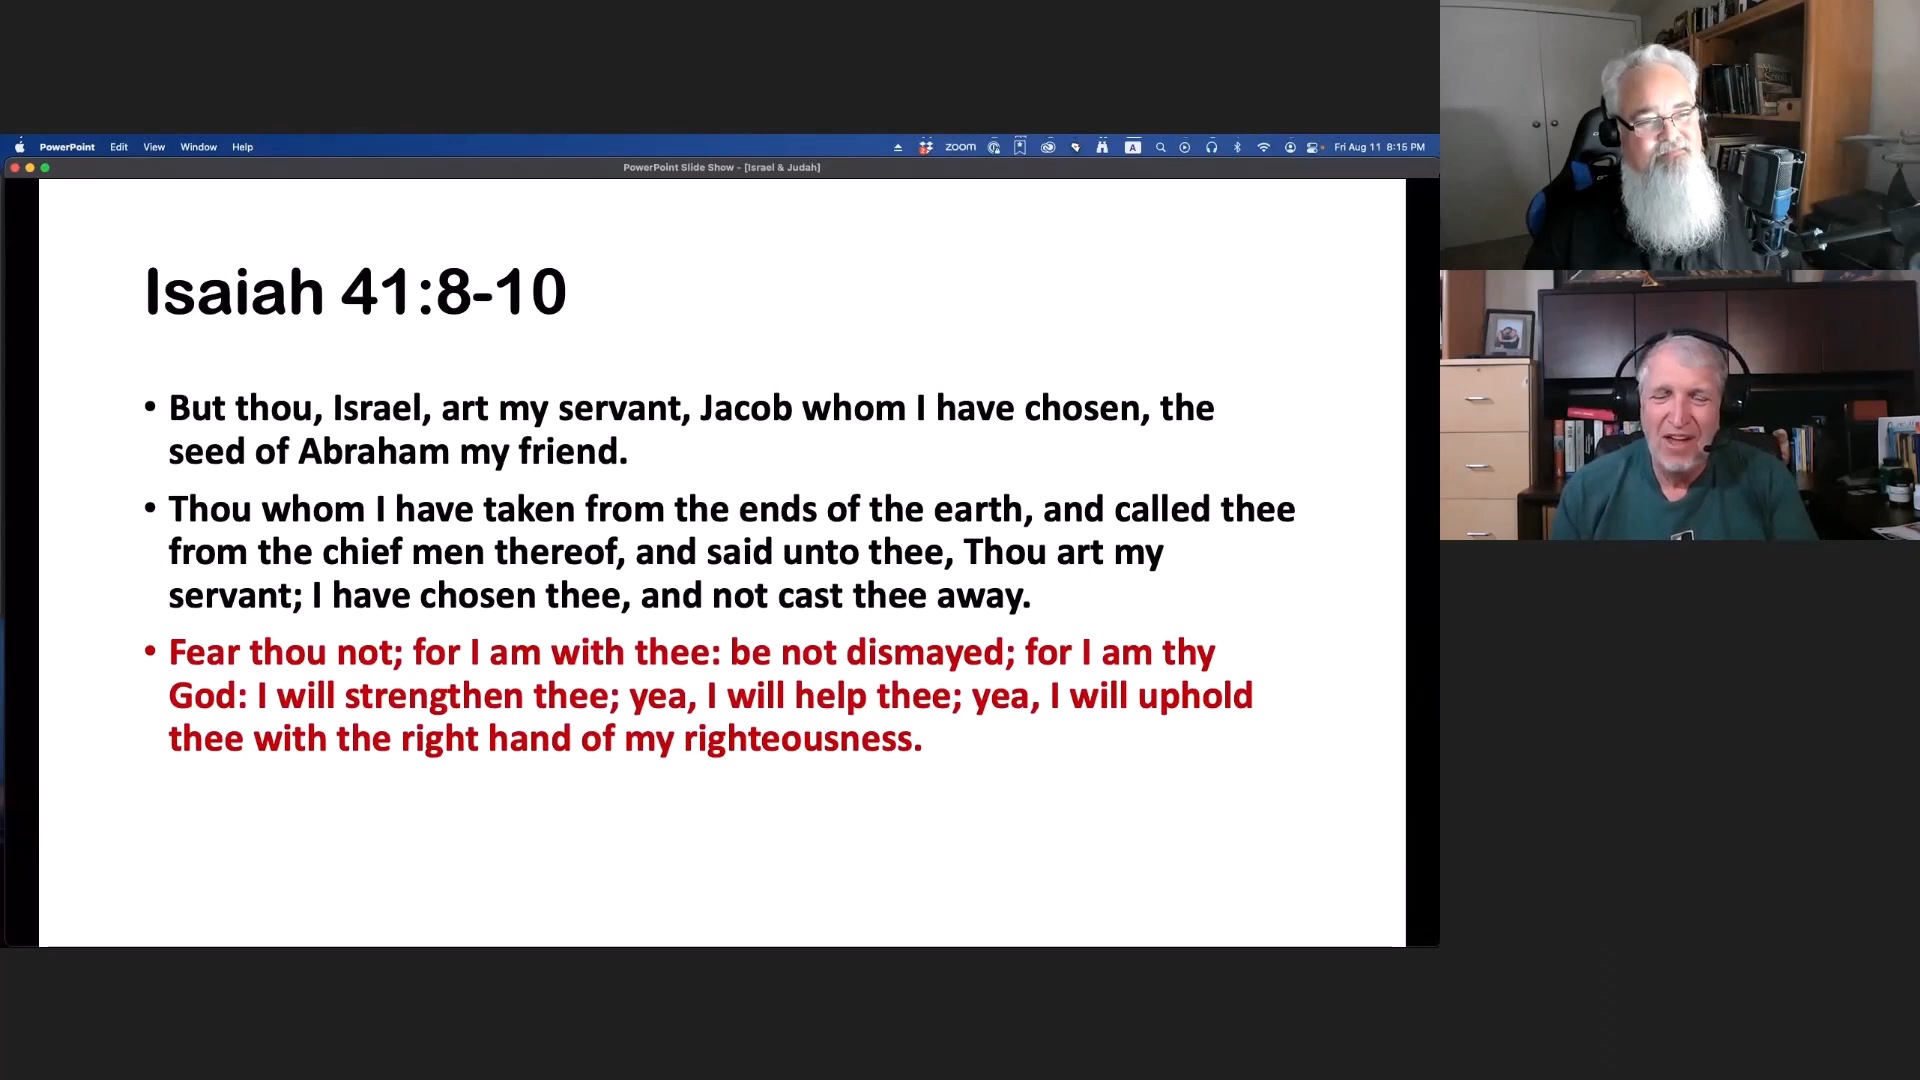 PowerPoint Edit View Window Help zoom A Fri Aug 11 8:15 PM
PowerPoint Slide Show - [Israel & Judah]
Isaiah 41:8-10
• But thou, Israel, art my servant, Jacob whom I have chosen, the
seed of Abraham my friend.
• Thou whom I have taken from the ends of the earth, and called thee
from the chief men thereof, and said unto thee, Thou art my
servant; I have chosen thee, and not cast thee away.
• Fear thou not; for I am with thee: be not dismayed; for I am thy
God: I will strengthen thee; yea, I will help thee; yea, I will uphold
thee with the right hand of my righteousness.